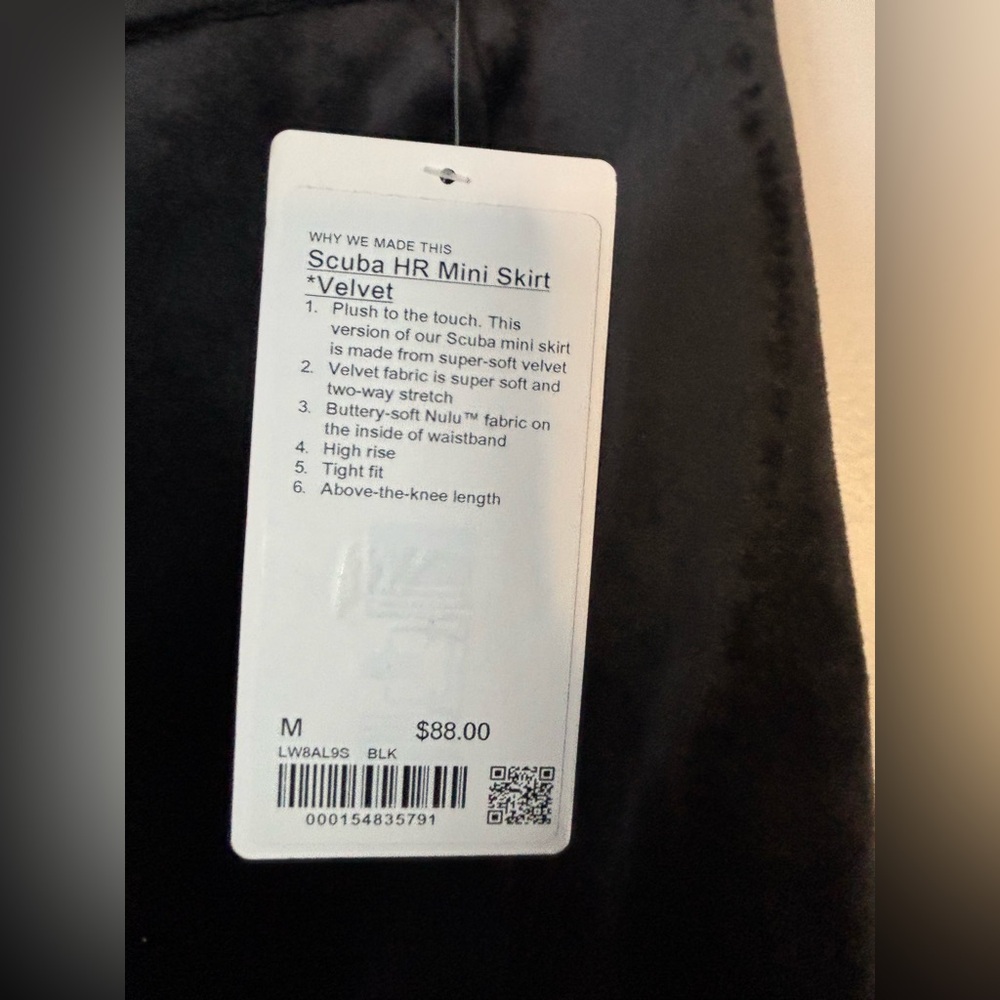 WHY WE MADE THIS
Scuba HR Mini Skirt
*Velvet
1. Plush to the touch. This
version of our Scuba mini skirt
is made from super-soft velvet
2. Velvet fabric is super soft and
two-way stretch
3. Buttery-soft Nulu™ fabric on
the inside of waistband
4. High rise
5. Tight fit
6. Above-the-knee length
M $88.00
LW8AL9S BLK
000154835791